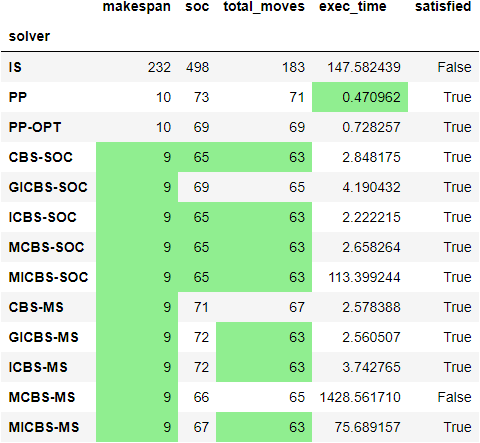 makespan soc total_moves exec_time satisfied
solver
IS 232 498 183 147.582439 False
PP 10 73 71 0.470962 True
PP-OPT 10 69 69 0.728257 True
CBS-SOC 9 65 63 2.848175 True
GICBS-SOC 9 69 65 4.190432 True
ICBS-SOC 9 65 63 2.222215 True
MCBS-SOC 9 65 63 2.658264 True
MICBS-SOC 9 65 63 113.399244 True
CBS-MS 9 71 67 2.578388 True
GICBS-MS 9 72 63 2.560507 True
ICBS-MS 9 72 63 3.742765 True
MCBS-MS 9 66 65 1428.561710 False
MICBS-MS 9 67 63 75.689157 True